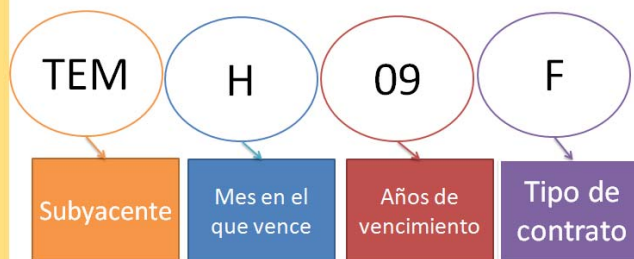 TEM
H
09
F
Subyacente
Mes en el
que vence
Años de
vencimiento
Tipo de
contrato